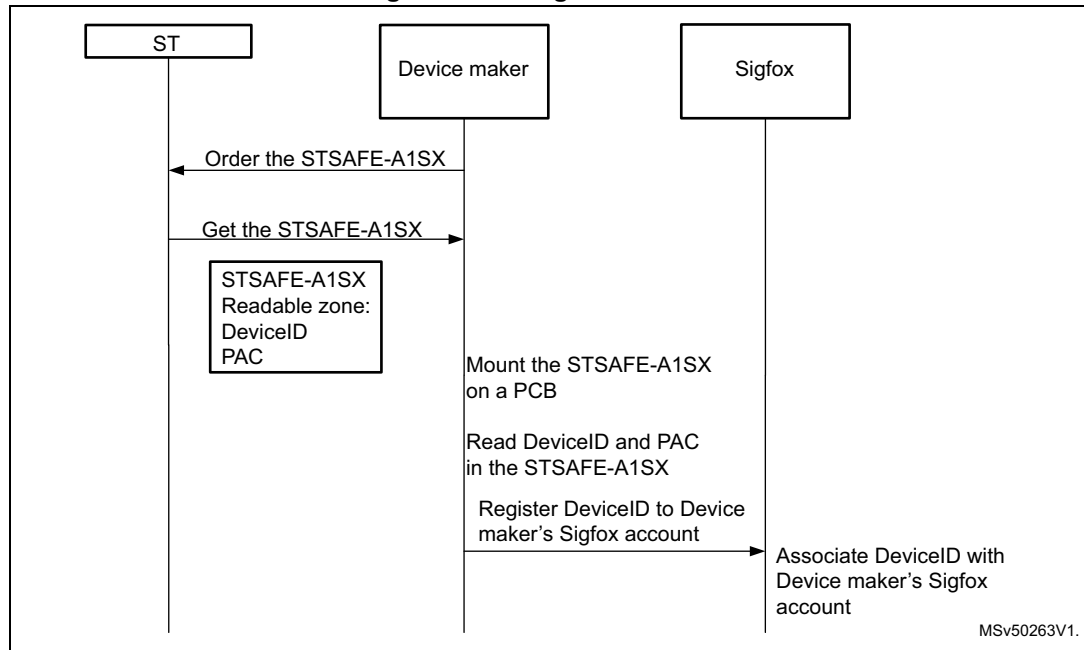 ST
Device maker
Sigfox
Order the STSAFE-A1SX
Get the STSAFE-A1SX
STSAFE-A1SX
Readable zone:
DeviceID
PAC
Mount the STSAFE-A1SX
on a PCB
Read DeviceID and PAC
in the STSAFE-A1SX
Register DeviceID to Device
maker's Sigfox account
Associate DeviceID with
Device maker's Sigfox
account
MSv50263V1.